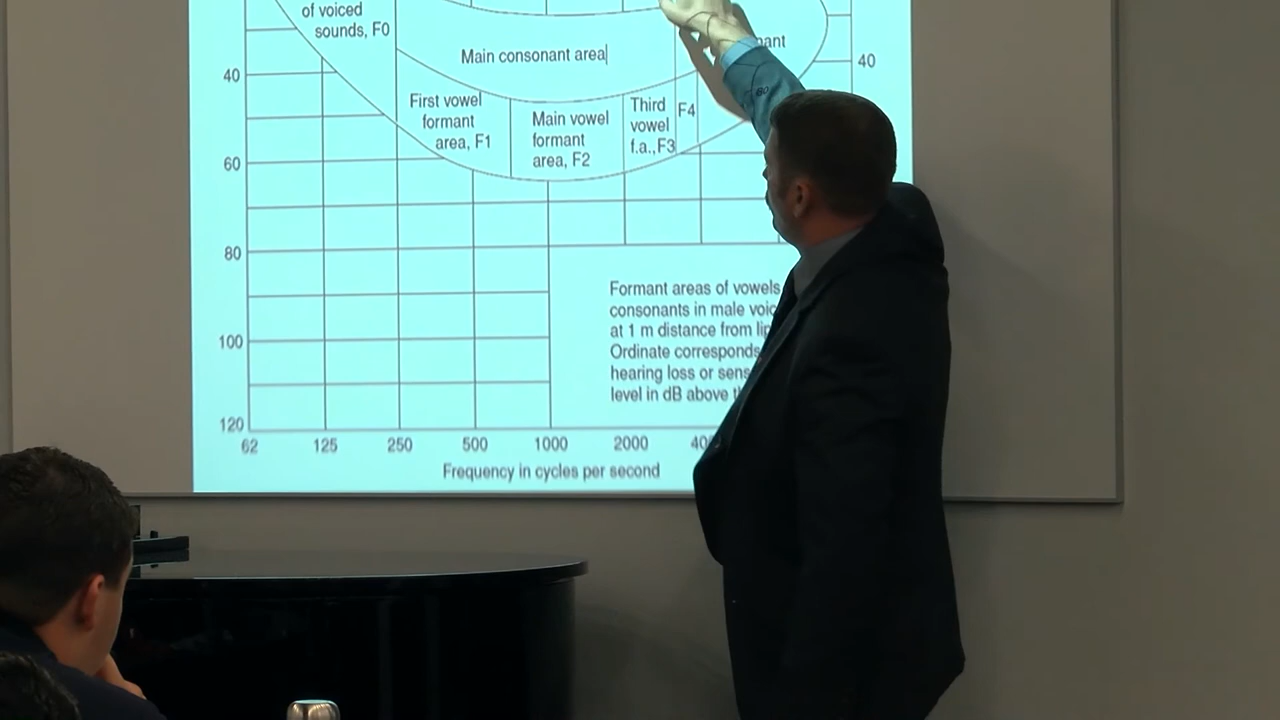 of voiced
sounds, F0
Main consonant area
40
40
First vowel
formant
area, F1
Main vowel
formant
area, F2
Third
vowel
f.a.,F3
F4
60
80
Formant areas of vowels
consonants in male
at 1 m distance from
Ordinate corresponds
hearing loss or
level in dB above
100
120
62 125 250 500 1000 2000
Frequency in cycles per second